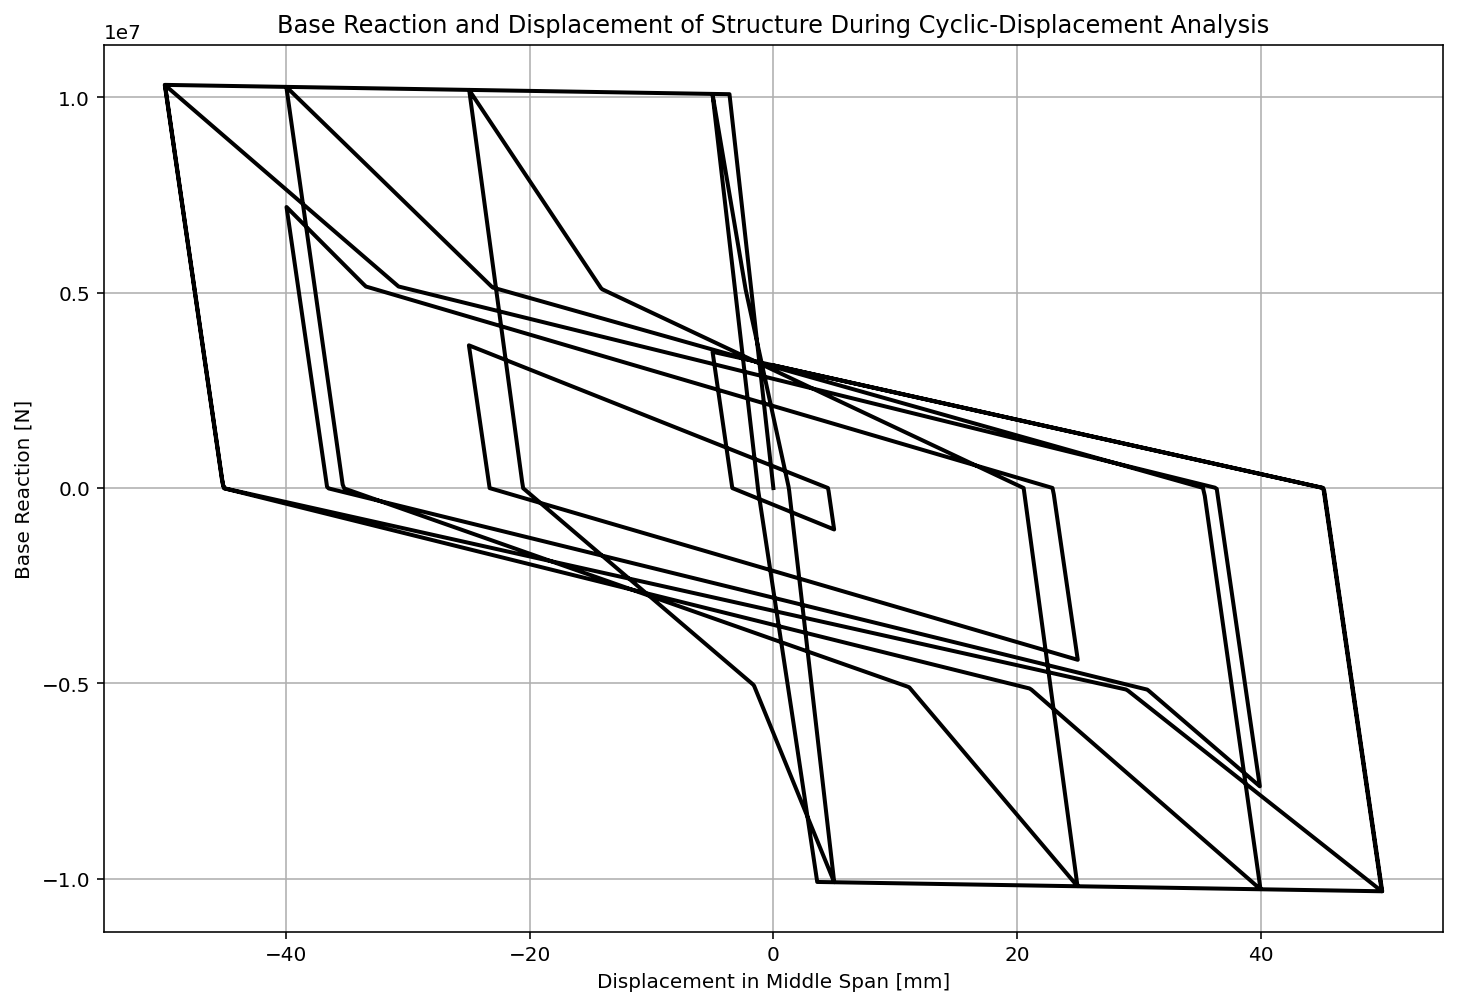 Base Reaction and Displacement of Structure During Cyclic-Displacement Analysis
1e7
1.0
0.5
0.0
−0.5
−1.0
Base Reaction [N]
−40 −20 0 20 40
Displacement in Middle Span [mm]